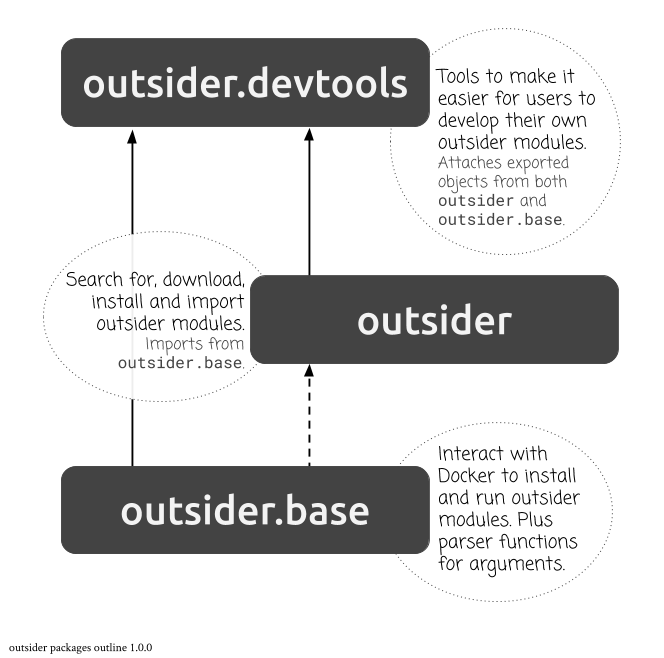 outsider.devtools
Tools to make it
easier for users to
develop their own
outsider modules.
Attaches exported
objects from both
outsider and
outsider.base.
Search for, download,
install and import
outsider modules.
Imports from
outsider.base.
outsider
outsider.base
Interact with
Docker to install
and run outsider
modules. Plus
parser functions
for arguments.
outsider packages outline 1.0.0